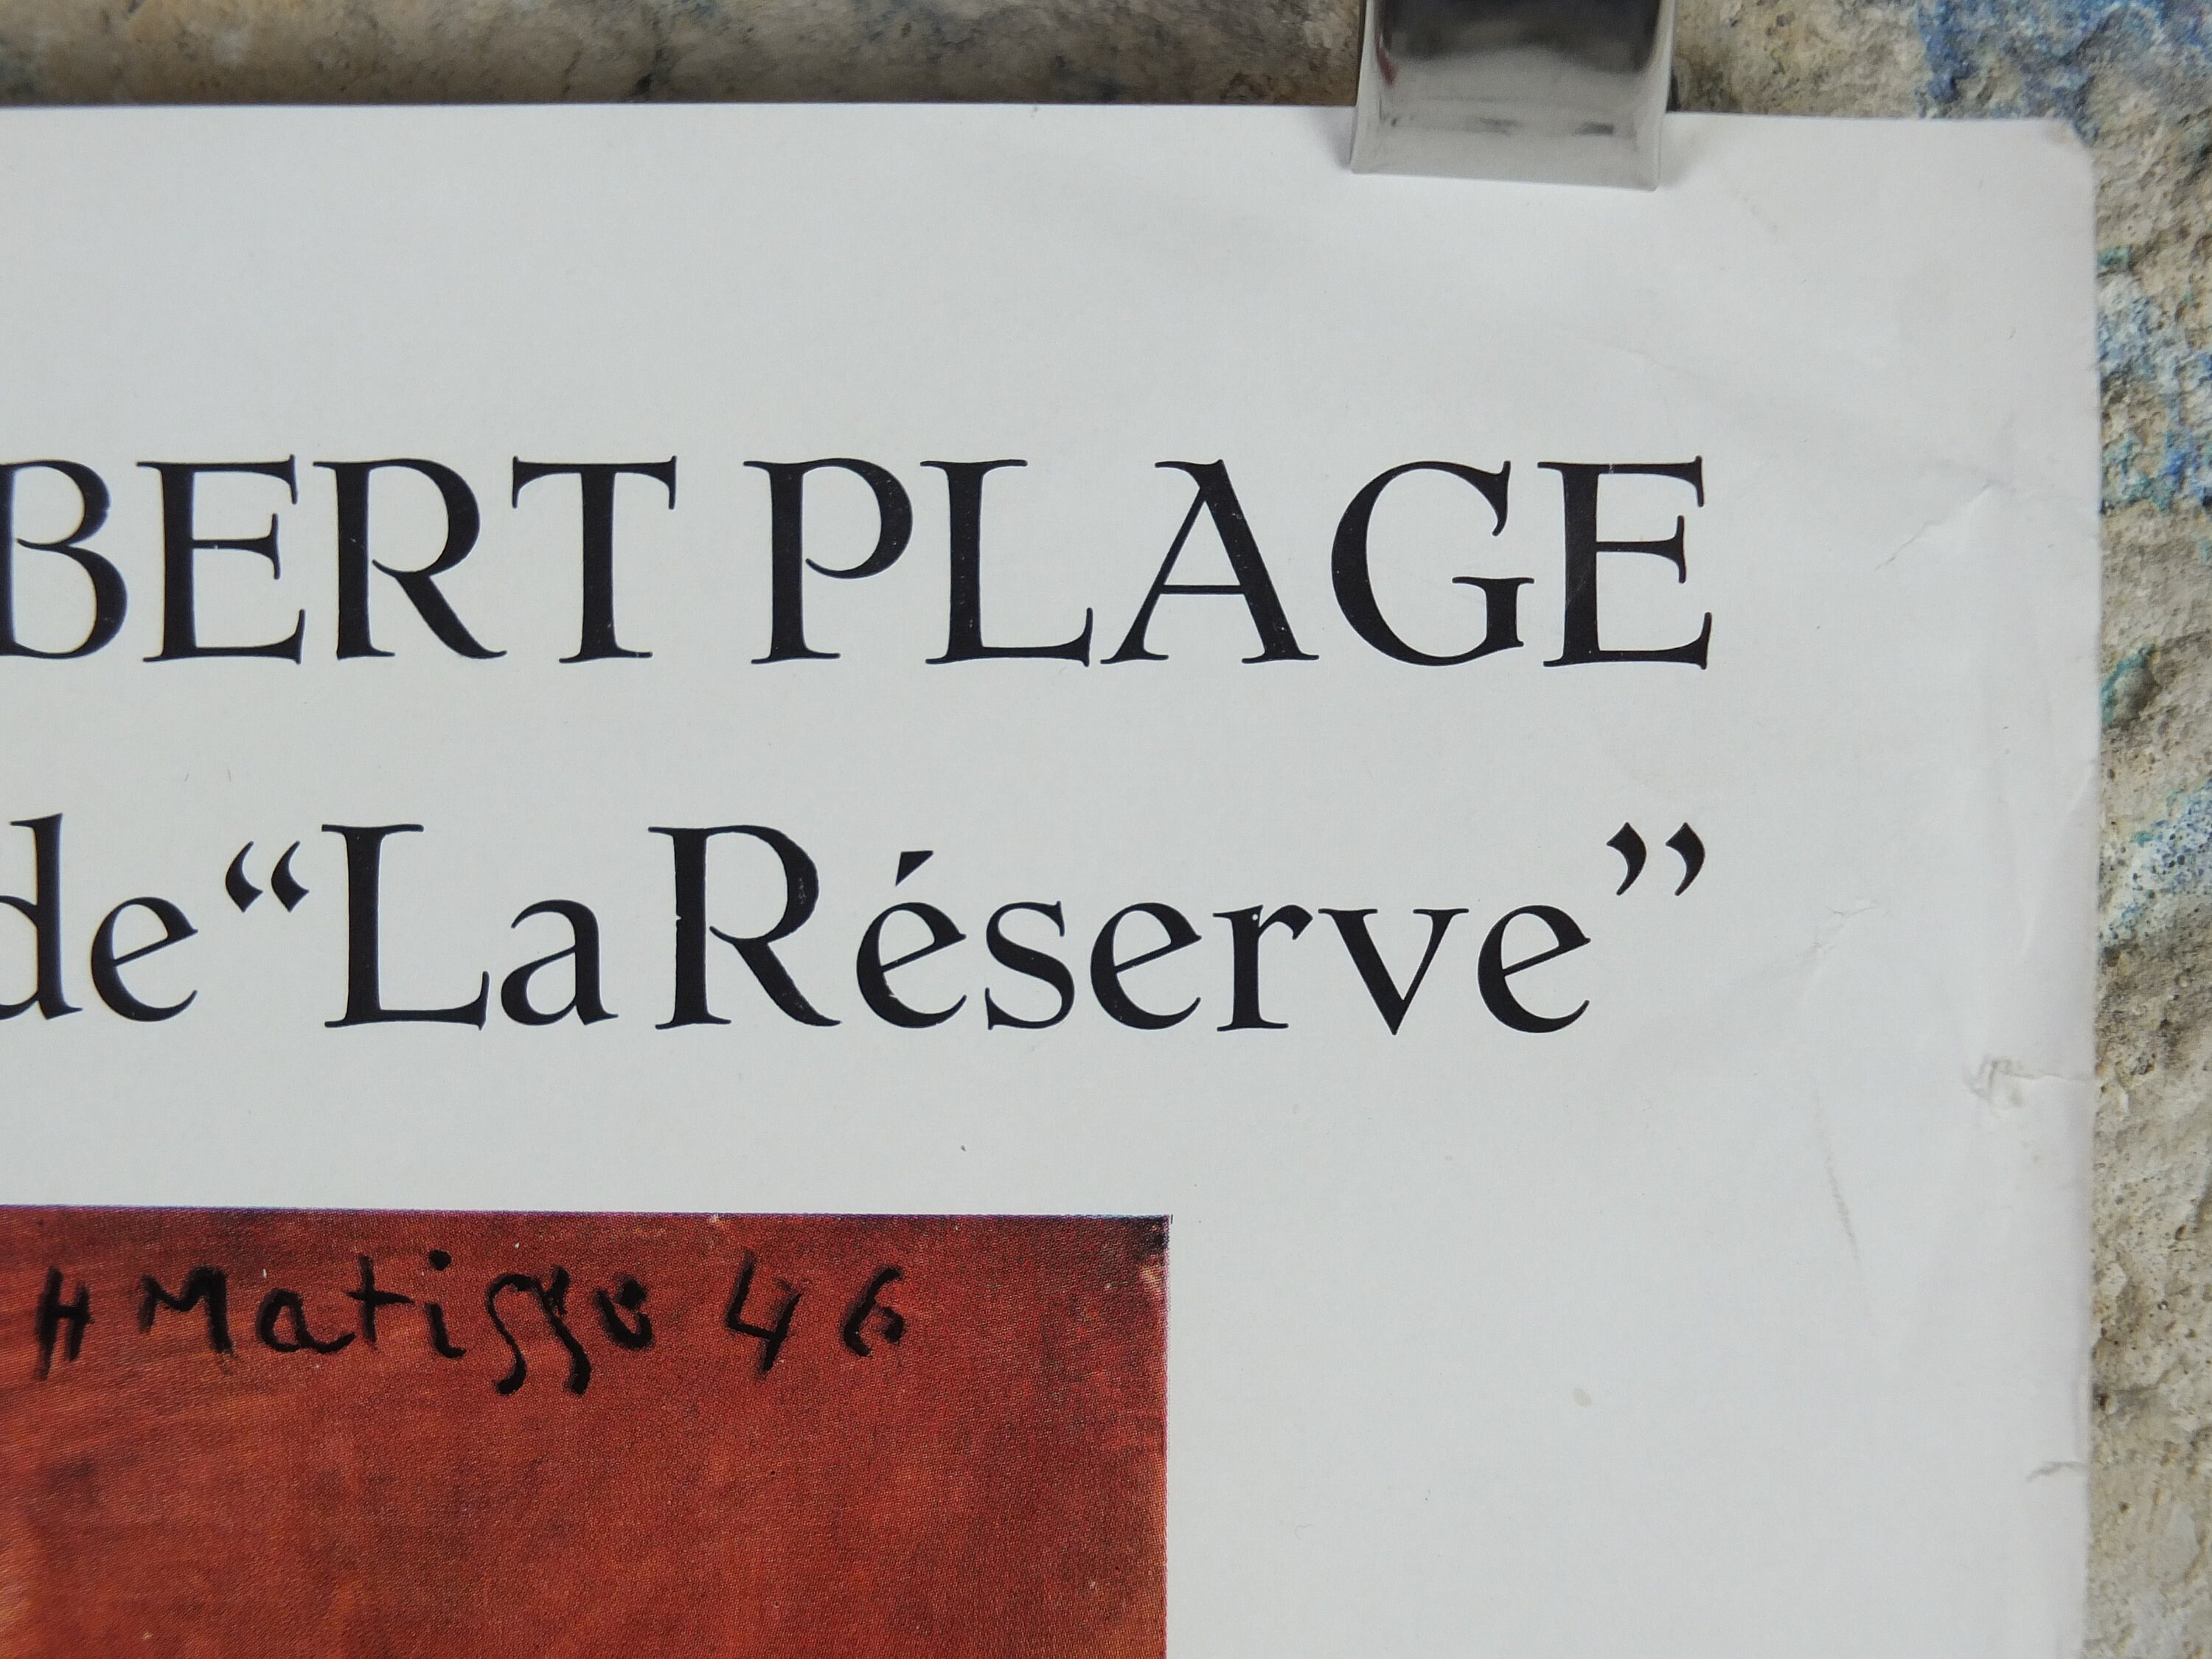 BERT PLAGE
de “La Réserve”
H Matisse 46